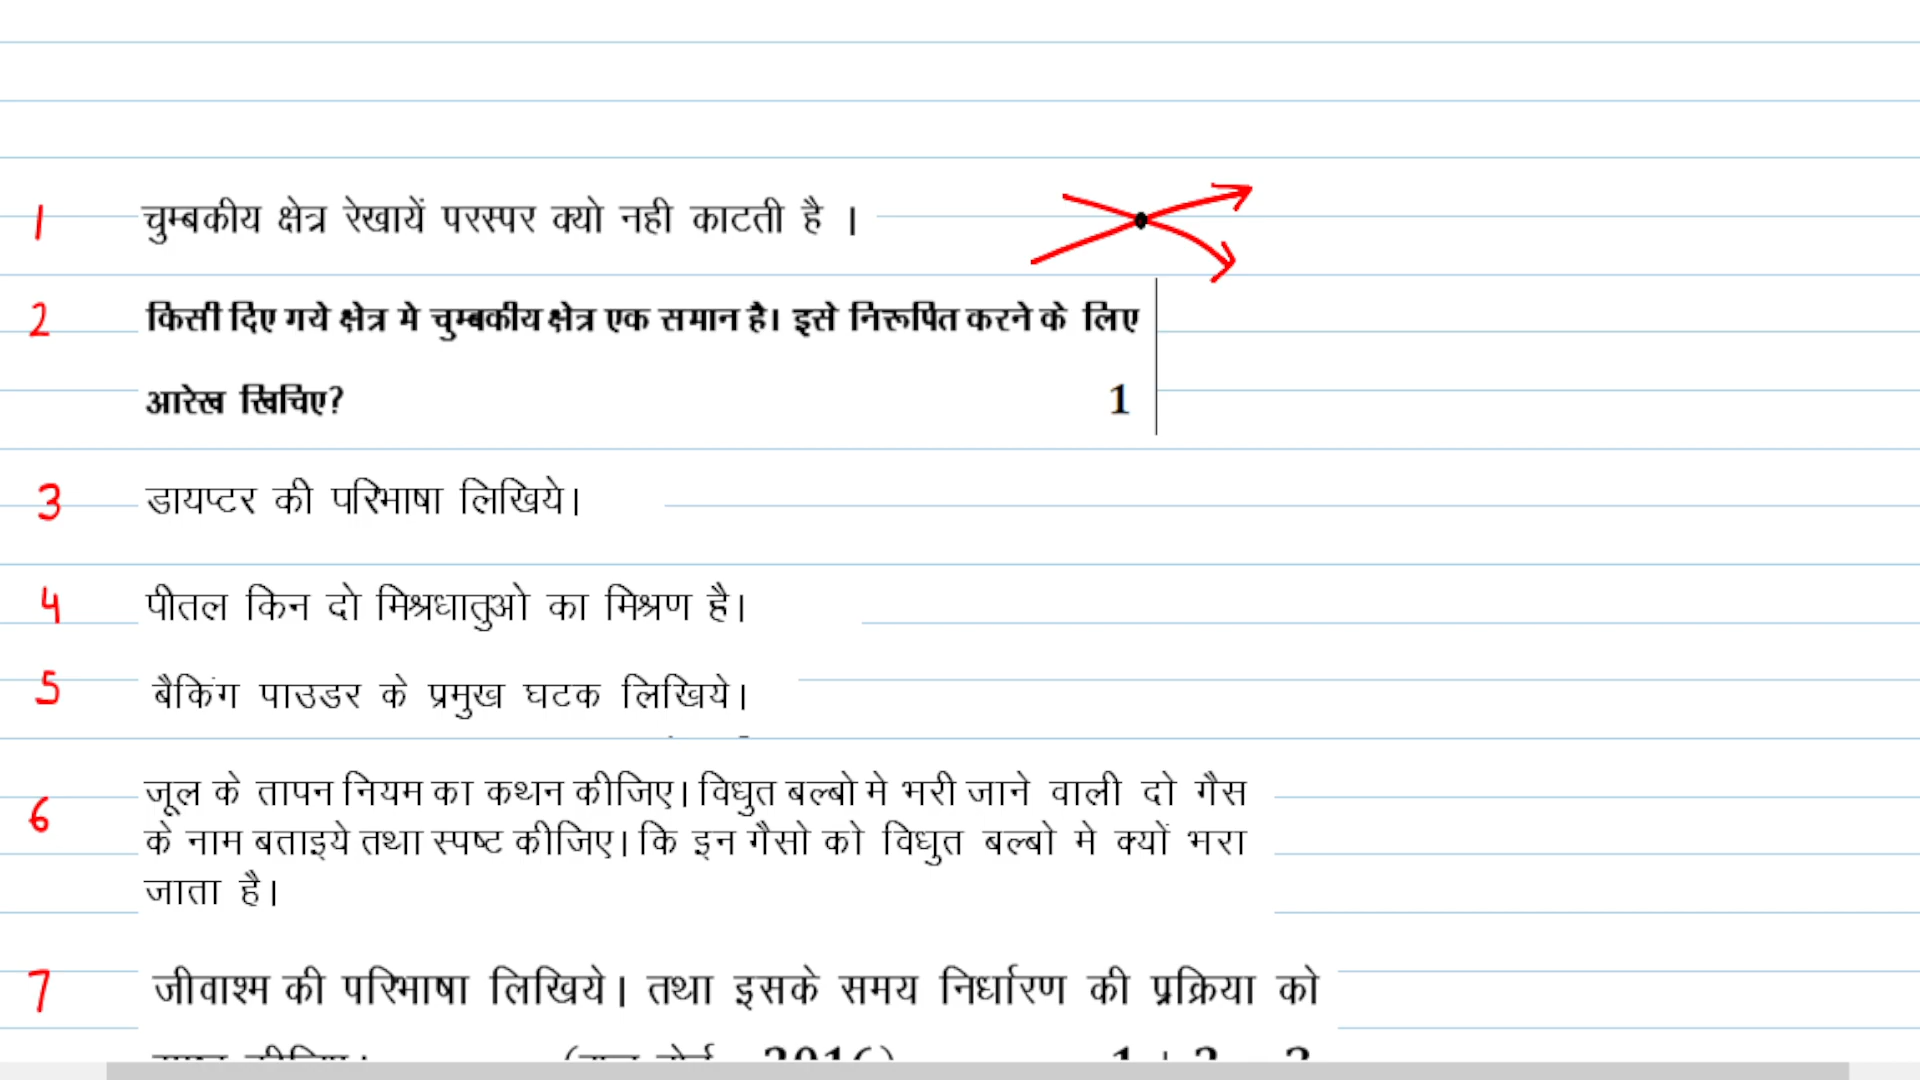 1 चुम्बकीय क्षेत्र रेखायें परस्पर क्यो नही काटती है ।
2 किसी दिए गये क्षेत्र मे चुम्बकीय क्षेत्र एक समान है। इसे निरूपित करने के लिए
आरेख खिचिए? 1
3 डायप्टर की परिभाषा लिखिये।
4 पीतल किन दो मिश्रधातुओ का मिश्रण है।
5 बैकिंग पाउडर के प्रमुख घटक लिखिये।
6 जूल के तापन नियम का कथन कीजिए। विधुत बल्बो मे भरी जाने वाली दो गैस
के नाम बताइये तथा स्पष्ट कीजिए। कि इन गैसो को विधुत बल्बो मे क्यों भरा
जाता है।
7 जीवाश्म की परिभाषा लिखिये। तथा इसके समय निर्धारण की प्रक्रिया को